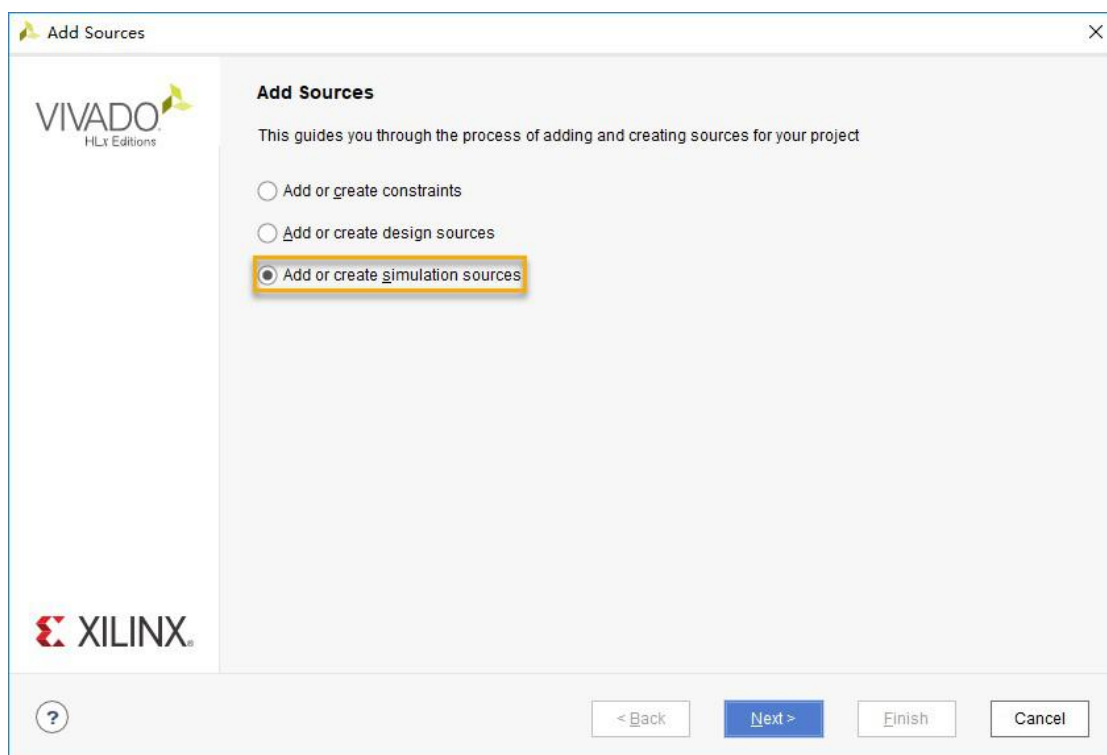 Add Sources
VIVADO
HLx Editions
Add Sources
This guides you through the process of adding and creating sources for your project
Add or create constraints
Add or create design sources
Add or create simulation sources
XILINX
?
< Back
Next >
Finish
Cancel